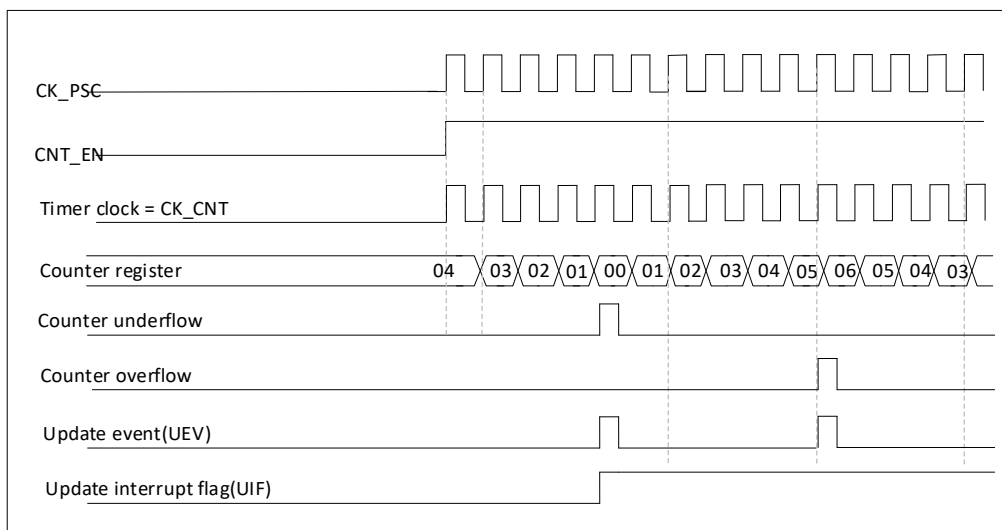 CK_PSC
CNT_EN
Timer clock = CK_CNT
Counter register 04 03 02 01 00 01 02 03 04 05 06 05 04 03
Counter underflow
Counter overflow
Update event(UEV)
Update interrupt flag(UIF)